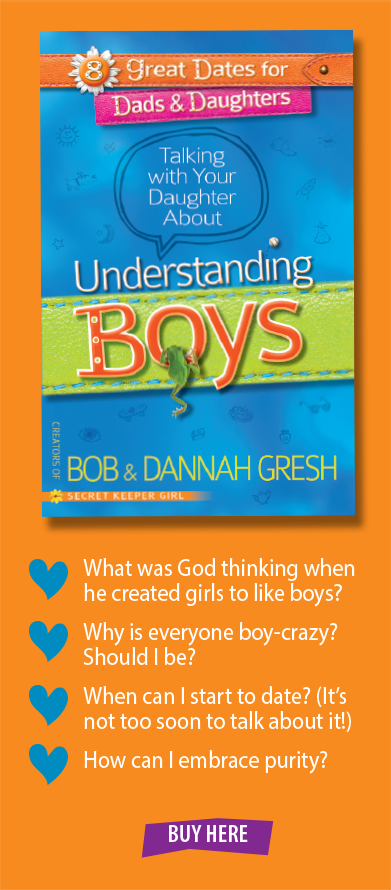 8 Great Dates for
Dads & Daughters
Talking
with Your
Daughter
About
Understanding
Boys
CREATORS OF
BOB & DANNAH GRESH
SECRET KEEPER GIRL
What was God thinking when
he created girls to like boys?
Why is everyone boy-crazy?
Should I be?
When can I start to date? (It's
not too soon to talk about it!)
How can I embrace purity?
BUY HERE